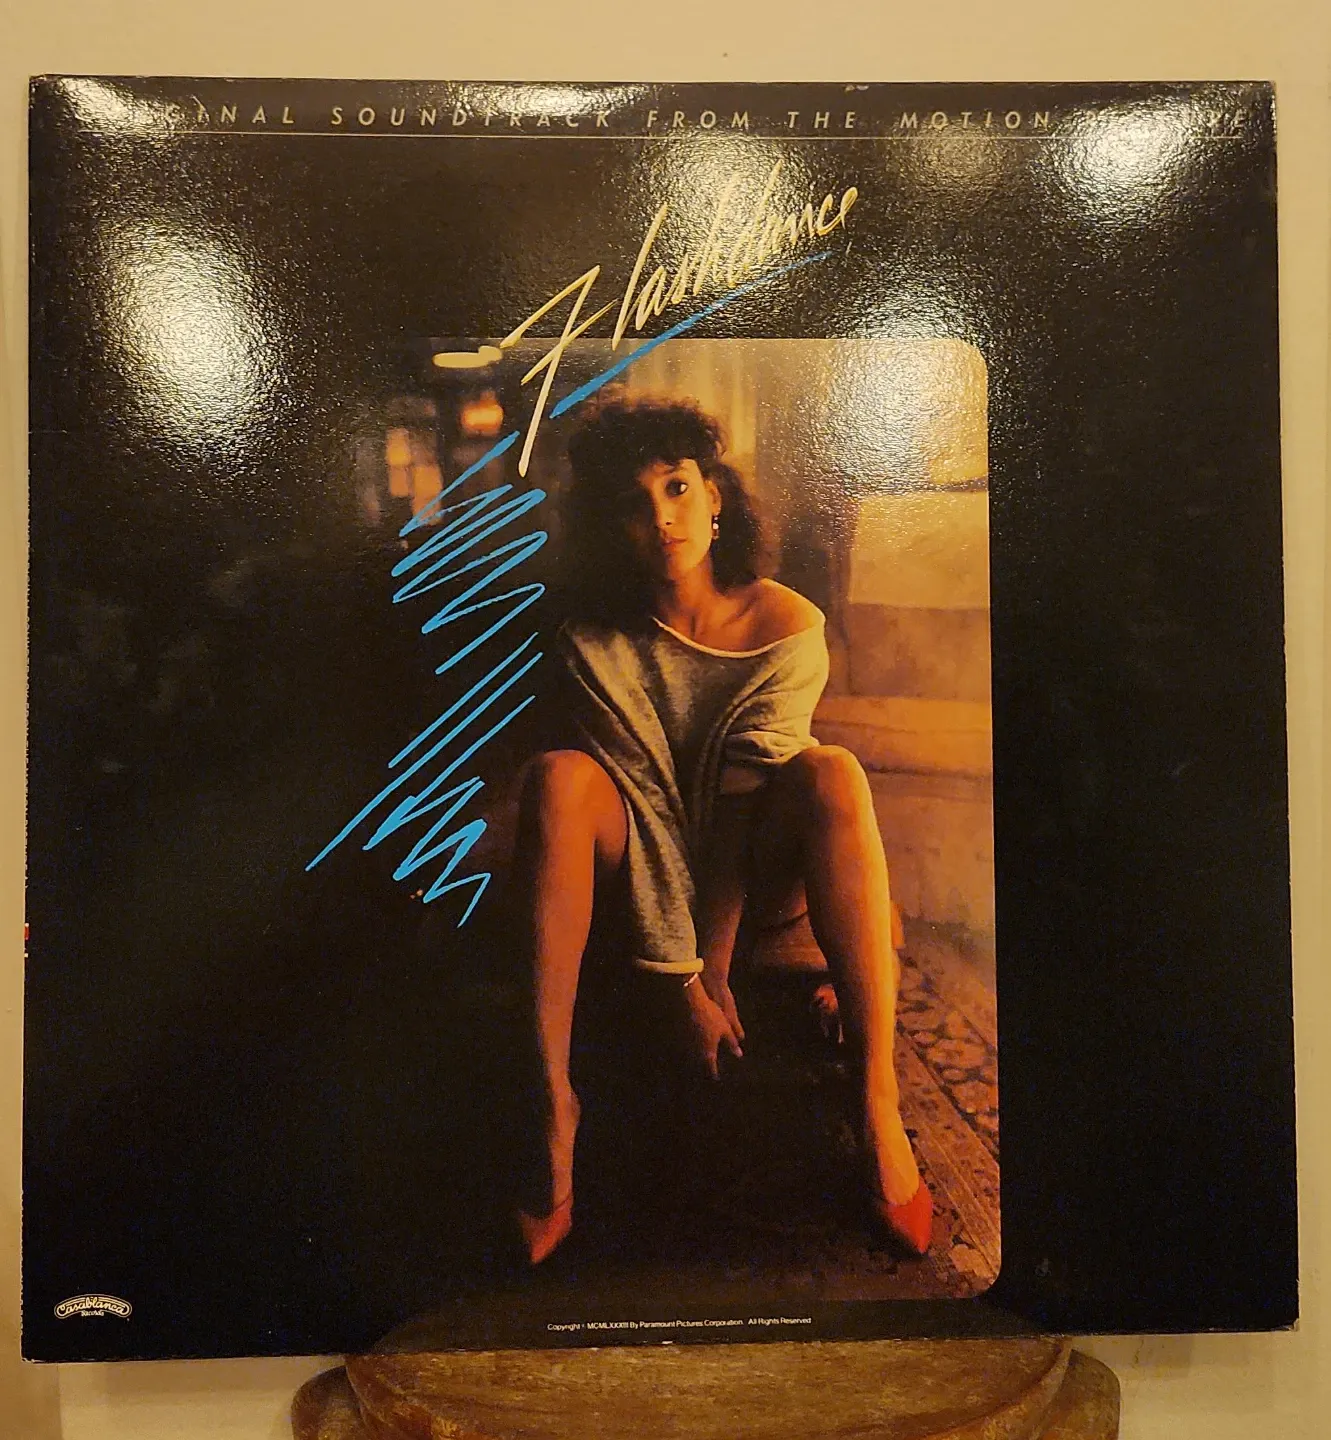 SOUNDTRACK FROM THE MOTION
Flashdance
Casablanca
Records
Copyright © MCMLXXXIII By Paramount Pictures Corporation. All Rights Reserved